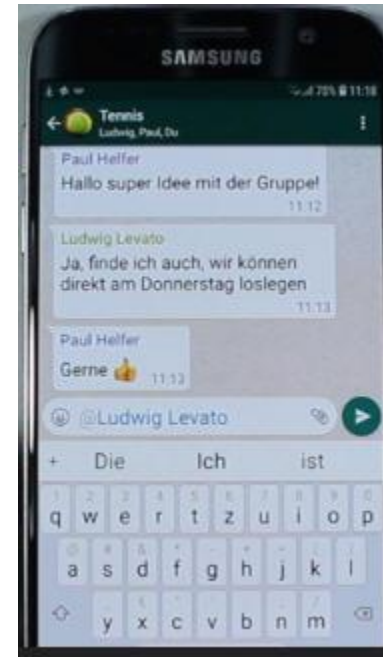 SAMSUNG
78% 11:18
Tennis
Ludwig, Paul, Du
Paul Helfer
Hallo super Idee mit der Gruppe!
11:12
Ludwig Levato
Ja, finde ich auch, wir können
direkt am Donnerstag loslegen
11:13
Paul Helfer
Gerne 👍 11:13
@Ludwig Levato
+ Die Ich ist
q w e r t z u i o p
a s d f g h j k l
y x c v b n m